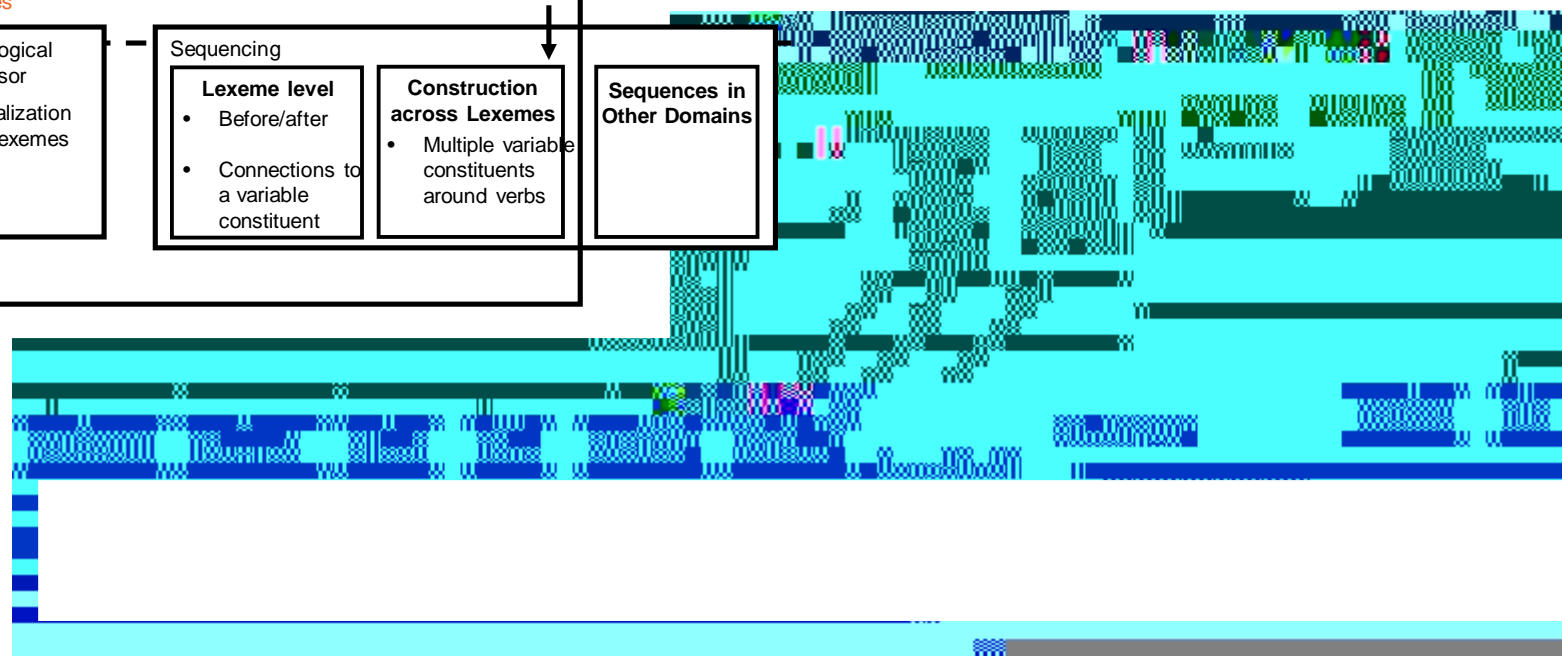 es
ogical
sor
alization
exemes
Sequencing
Lexeme level
• Before/after
• Connections to
a variable
constituent
Construction
across Lexemes
• Multiple variable
constituents
around verbs
Sequences in
Other Domains